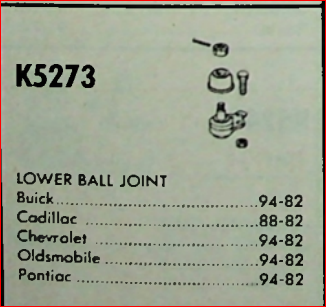 K5273
LOWER BALL JOINT
Buick..............................94-82
Cadillac ..........................88-82
Chevrolet .........................94-82
Oldsmobile ........................94-82
Pontiac ...........................94-82